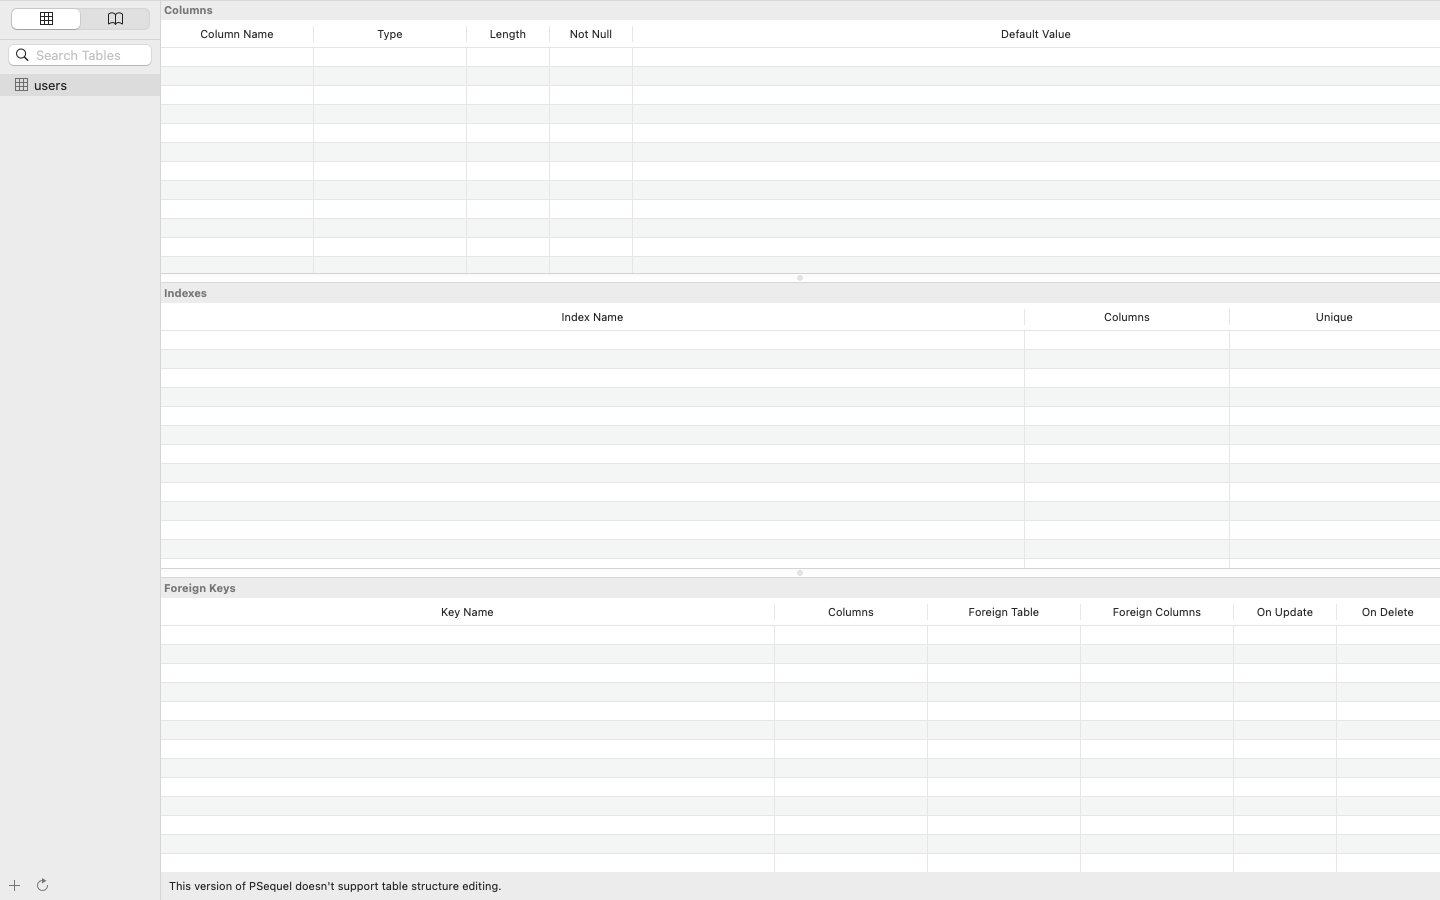 Search Tables
users
Columns
Column Name Type Length Not Null Default Value
Indexes
Index Name Columns Unique
Foreign Keys
Key Name Columns Foreign Table Foreign Columns On Update On Delete
This version of PSequel doesn't support table structure editing.